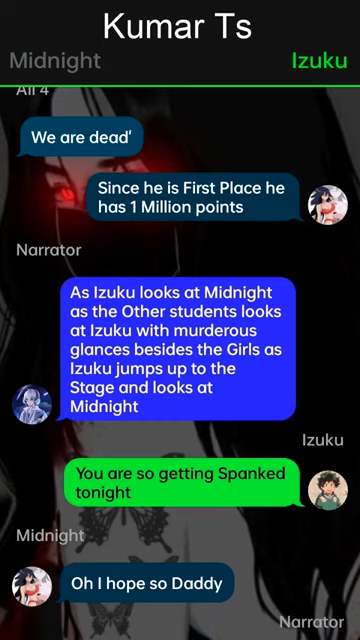 Kumar Ts
Midnight
Izuku
All 4
We are dead'
Since he is First Place he
has 1 Million points
Narrator
As Izuku looks at Midnight
as the Other students looks
at Izuku with murderous
glances besides the Girls as
Izuku jumps up to the
Stage and looks at
Midnight
Izuku
You are so getting Spanked
tonight
Midnight
Oh I hope so Daddy
Narrator